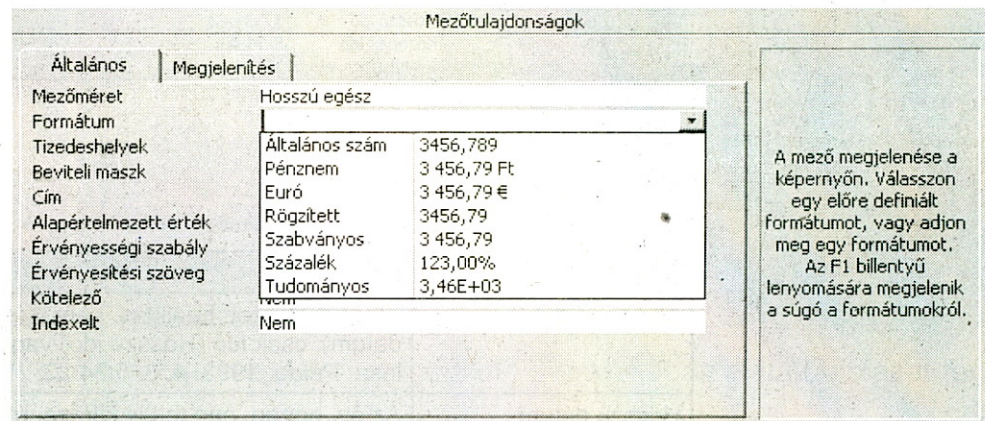 Mezőtulajdonságok
Általános Megjelenítés
Mezőméret Hosszú egész
Formátum
Tizedeshelyek Általános szám 3456,789
Beviteli maszk Pénznem 3 456,79 Ft
Cím Euró 3 456,79 €
Alapértelmezett érték Rögzített 3456,79
Érvényességi szabály Szabványos 3 456,79
Érvényesítési szöveg Százalék 123,00%
Kötelező Tudományos 3,46E+03
Nem
Indexelt Nem
A mező megjelenése a
képernyőn. Válasszon
egy előre definiált
formátumot, vagy adjon
meg egy formátumot.
Az F1 billentyű
lenyomására megjelenik
a súgó a formátumokról.